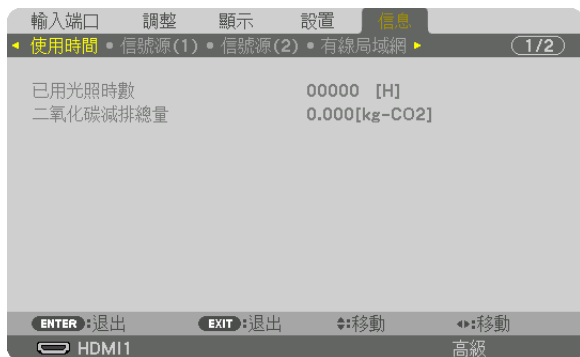 輸入端口 調整 顯示 設置 信息
使用時間 • 信號源(1) • 信號源(2) • 有線局域網 1/2
已用光照時數 00000 [H]
二氧化碳減排總量 0.000[kg-CO2]
ENTER:退出 EXIT:退出 :移動 :移動
HDMI1 高級